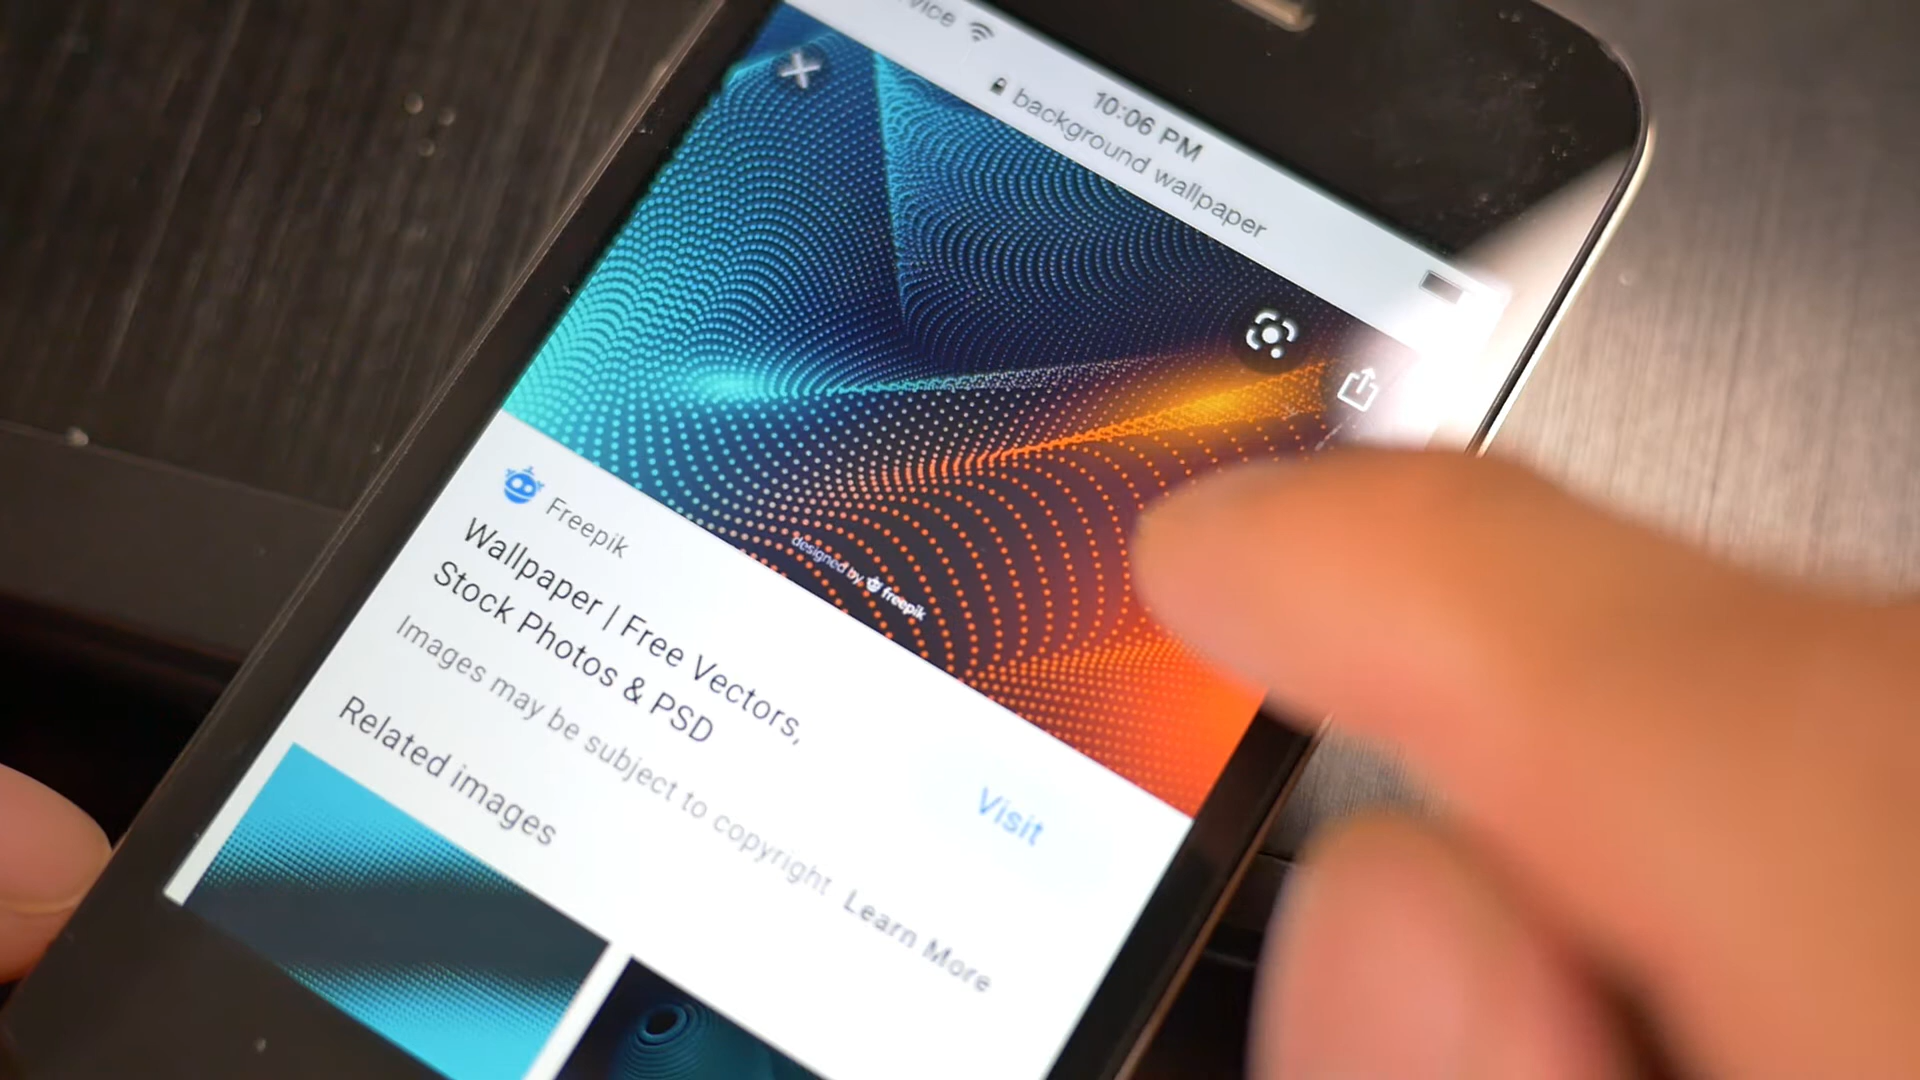 10:06 PM
background wallpaper
designed by freepik
Freepik
Wallpaper | Free Vectors,
Stock Photos & PSD
Images may be subject to copyright. Learn More
Visit
Related images